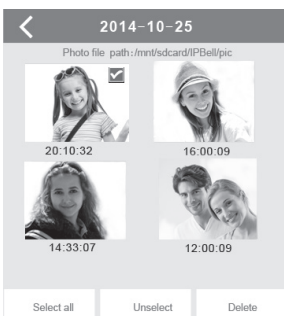 2014-10-25
Photo file path:/mnt/sdcard/IPBell/pic
20:10:32
16:00:09
14:33:07
12:00:09
Select all
Unselect
Delete